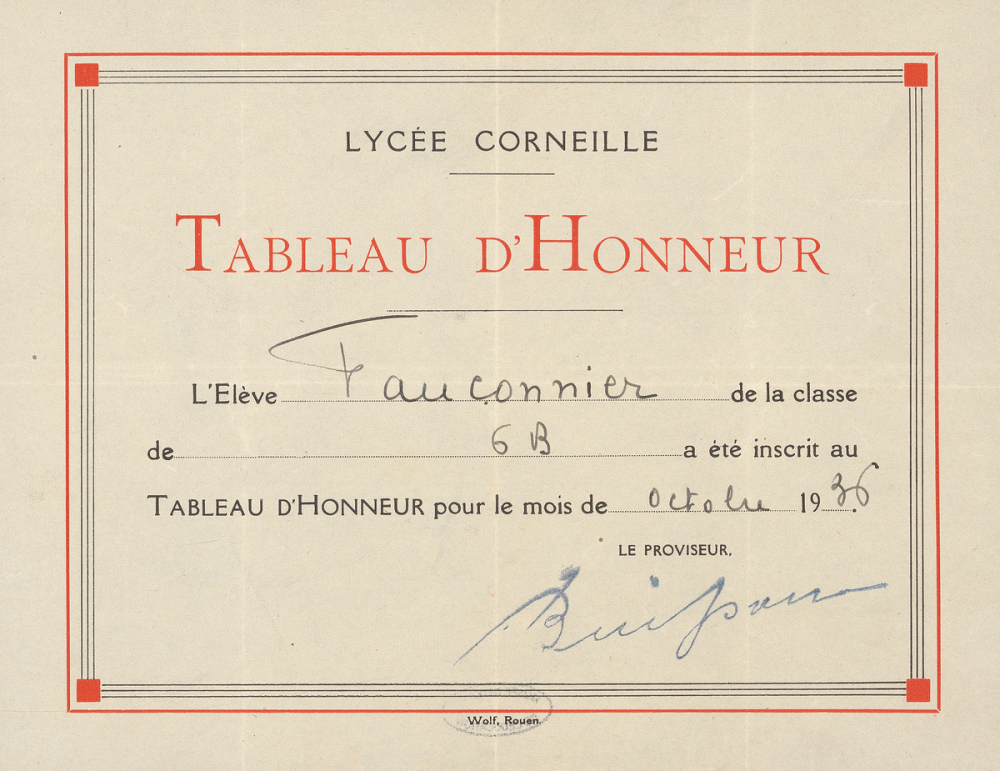 LYCÉE CORNEILLE
TABLEAU D'HONNEUR
L'Elève Fauconnier de la classe
de 6 B a été inscrit au
TABLEAU D'HONNEUR pour le mois de octobre 1936
LE PROVISEUR,
Buisson
Wolf, Rouen